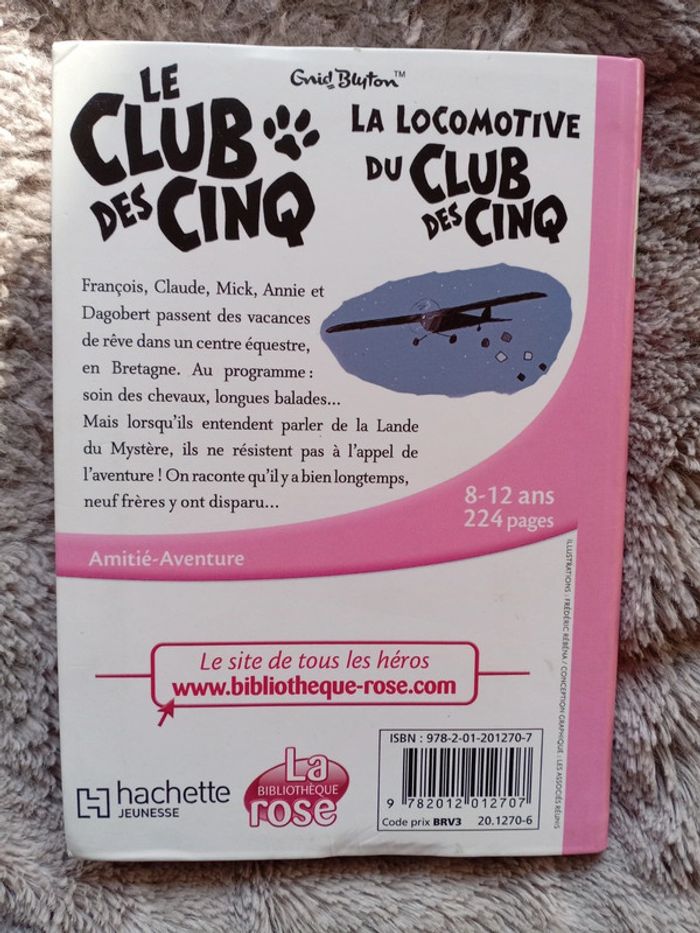 Enid Blyton™
LE
CLUB
DES CINQ
LA LOCOMOTIVE
DU CLUB
DES CINQ
François, Claude, Mick, Annie et
Dagobert passent des vacances
de rêve dans un centre équestre,
en Bretagne. Au programme :
soin des chevaux, longues balades...
Mais lorsqu'ils entendent parler de la Lande
du Mystère, ils ne résistent pas à l'appel de
l'aventure ! On raconte qu'il y a bien longtemps,
neuf frères y ont disparu...
8-12 ans
224 pages
Amitié-Aventure
ILLUSTRATIONS : FRÉDÉRIC RÉBÉNA / CONCEPTION GRAPHIQUE : LES ASSOCIÉS RÉUNIS
Le site de tous les héros
www.bibliotheque-rose.com
hachette
JEUNESSE
La
BIBLIOTHÈQUE
rose
ISBN : 978-2-01-201270-7
9 782012 012707
Code prix BRV3 20.1270-6